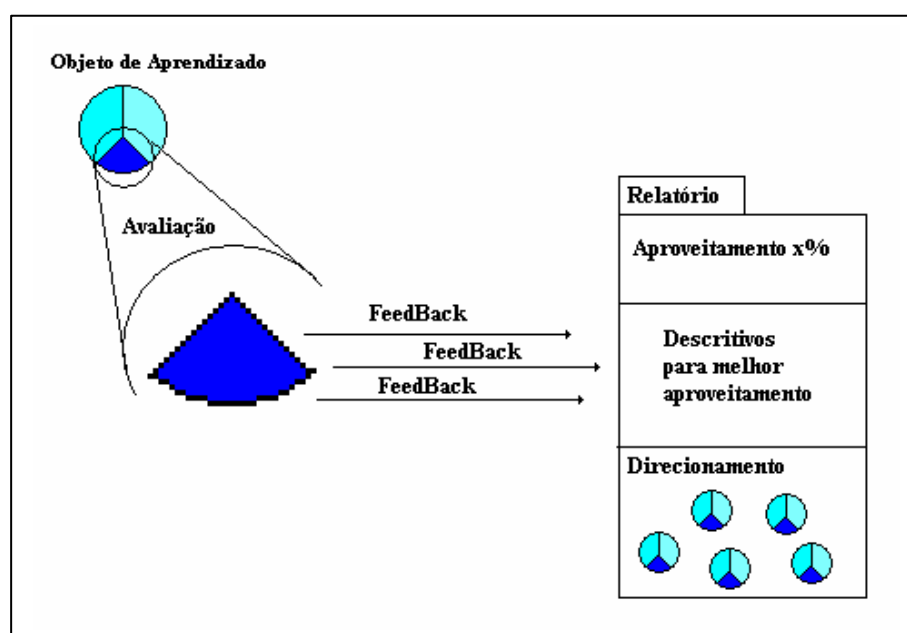 Objeto de Aprendizado
Avaliação
FeedBack
FeedBack
FeedBack
Relatório
Aproveitamento x%
Descritivos
para melhor
aproveitamento
Direcionamento